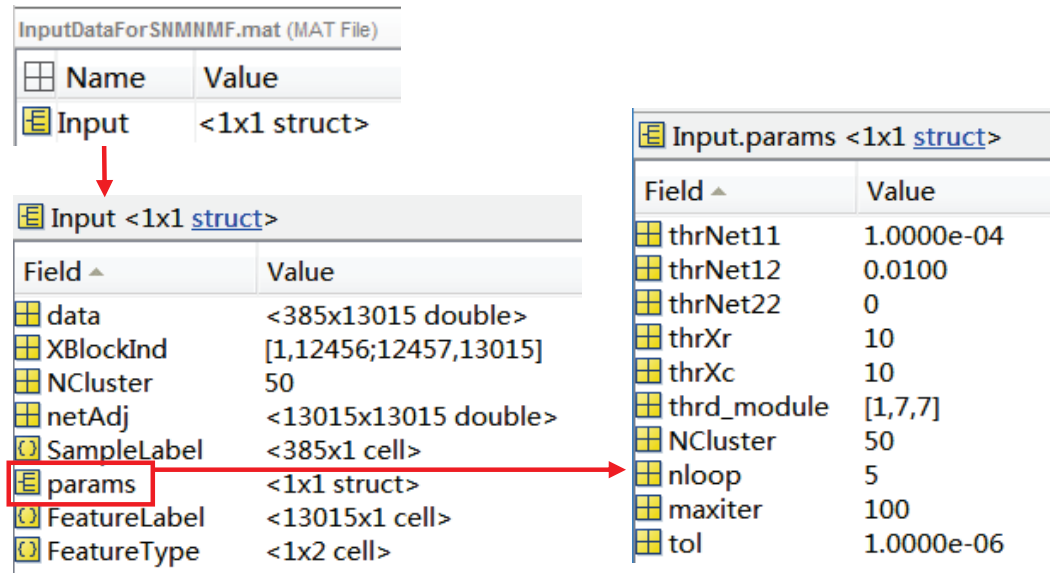 InputDataForSNMNMF.mat (MAT File)
Name Value
Input <1x1 struct>
Input <1x1 struct>
Field Value
data <385x13015 double>
XBlockInd [1,12456;12457,13015]
NCluster 50
netAdj <13015x13015 double>
SampleLabel <385x1 cell>
params <1x1 struct>
FeatureLabel <13015x1 cell>
FeatureType <1x2 cell>
Input.params <1x1 struct>
Field Value
thrNet11 1.0000e-04
thrNet12 0.0100
thrNet22 0
thrXr 10
thrXc 10
thrd_module [1,7,7]
NCluster 50
nloop 5
maxiter 100
tol 1.0000e-06